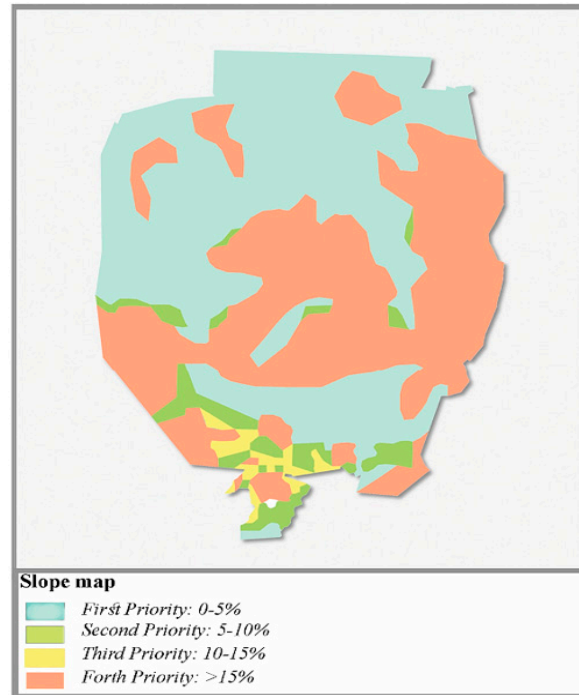 Slope map
First Priority: 0-5%
Second Priority: 5-10%
Third Priority: 10-15%
Forth Priority: >15%